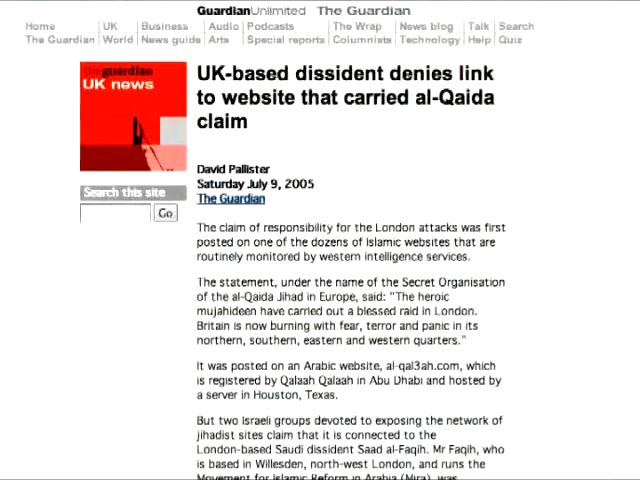 GuardianUnlimited The Guardian
Home UK Business Audio Podcasts The Wrap News blog Talk Search
The Guardian World News guide Arts Special reports Columnists Technology Help Quiz
theguardian
UK news
UK-based dissident denies link
to website that carried al-Qaida
claim
David Pallister
Saturday July 9, 2005
The Guardian
Search this site
Go
The claim of responsibility for the London attacks was first
posted on one of the dozens of Islamic websites that are
routinely monitored by western intelligence services.
The statement, under the name of the Secret Organisation
of the al-Qaida Jihad in Europe, said: "The heroic
mujahideen have carried out a blessed raid in London.
Britain is now burning with fear, terror and panic in its
northern, southern, eastern and western quarters."
It was posted on an Arabic website, al-qal3ah.com, which
is registered by Qalaah Qalaah in Abu Dhabi and hosted by
a server in Houston, Texas.
But two Israeli groups devoted to exposing the network of
jihadist sites claim that it is connected to the
London-based Saudi dissident Saad al-Faqih. Mr Faqih, who
is based in Willesden, north-west London, and runs the
Movement for Islamic Reform in Arabia (Mira), was